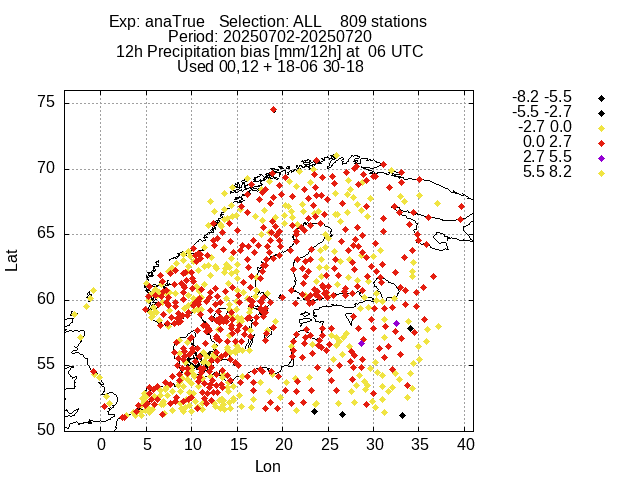 Exp: anaTrue   Selection: ALL    809 stations
Period: 20250702-20250720
12h Precipitation bias [mm/12h] at  06 UTC
Used 00,12 + 18-06 30-18
-8.2 -5.5
-5.5 -2.7
-2.7 0.0
0.0 2.7
2.7 5.5
5.5 8.2
75
70
65
60
55
50
Lat
0 5 10 15 20 25 30 35 40
Lon